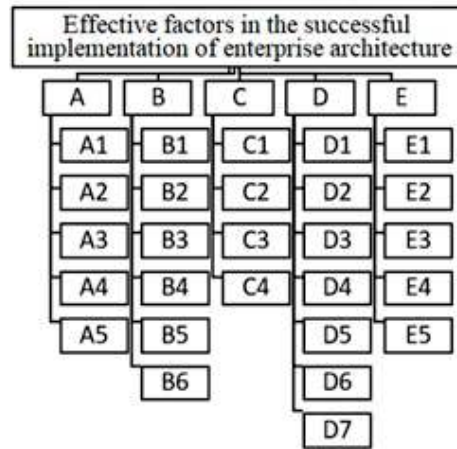 Effective factors in the successful
implementation of enterprise architecture
A B C D E
A1 B1 C1 D1 E1
A2 B2 C2 D2 E2
A3 B3 C3 D3 E3
A4 B4 C4 D4 E4
A5 B5 D5 E5
B6 D6
D7